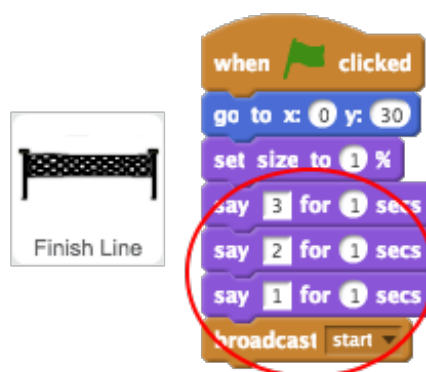 when clicked
go to x: 0 y: 30
set size to 1 %
say 3 for 1 secs
say 2 for 1 secs
say 1 for 1 secs
broadcast start
Finish Line